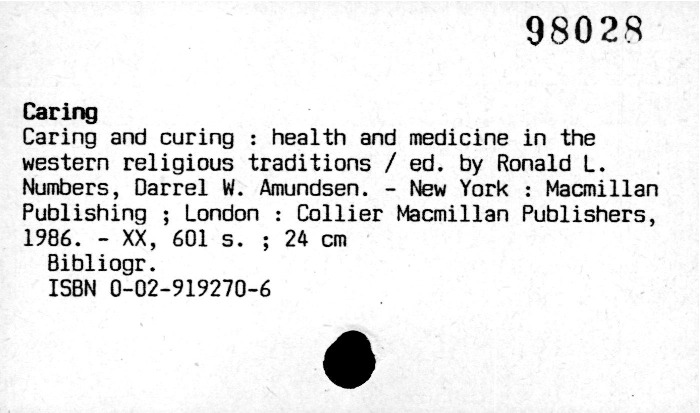 98028
Caring
Caring and curing : health and medicine in the
western religious traditions / ed. by Ronald L.
Numbers, Darrel W. Amundsen. - New York : Macmillan
Publishing ; London : Collier Macmillan Publishers,
1986. - XX, 601 s. ; 24 cm
Bibliogr.
ISBN 0-02-919270-6